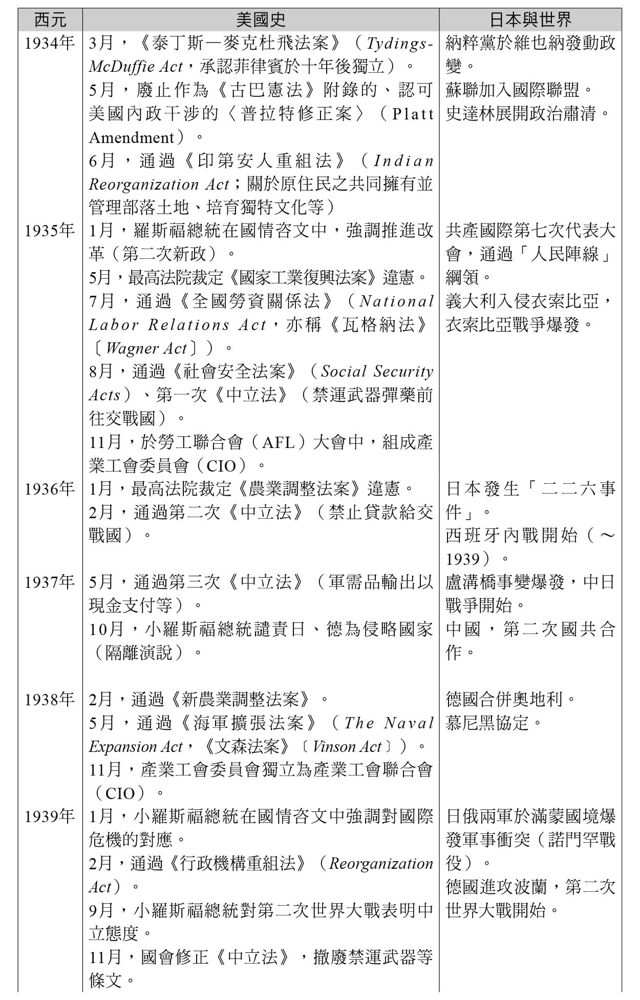 西元 美國史 日本與世界
1934年 3月，《泰丁斯—麥克杜飛法案》（Tydings-
McDuffie Act，承認菲律賓於十年後獨立）。
5月，廢止作為《古巴憲法》附錄的、認可
美國內政干涉的〈普拉特修正案〉（Platt
Amendment）。
6月，通過《印第安人重組法》（Indian
Reorganization Act；關於原住民之共同擁有並
管理部落土地、培育獨特文化等）
納粹黨於維也納發動政
變。
蘇聯加入國際聯盟。
史達林展開政治肅清。
1935年 1月，羅斯福總統在國情咨文中，強調推進改
革（第二次新政）。
5月，最高法院裁定《國家工業復興法案》違憲。
7月，通過《全國勞資關係法》（National
Labor Relations Act，亦稱《瓦格納法》
〔Wagner Act〕）。
8月，通過《社會安全法案》（Social Security
Acts）、第一次《中立法》（禁運武器彈藥前
往交戰國）。
11月，於勞工聯合會（AFL）大會中，組成產
業工會委員會（CIO）。
共產國際第七次代表大
會，通過「人民陣線」
綱領。
義大利入侵衣索比亞，
衣索比亞戰爭爆發。
1936年 1月，最高法院裁定《農業調整法案》違憲。
2月，通過第二次《中立法》（禁止貸款給交
戰國）。
日本發生「二二六事
件」。
西班牙內戰開始（～
1939）。
1937年 5月，通過第三次《中立法》（軍需品輸出以
現金支付等）。
10月，小羅斯福總統譴責日、德為侵略國家
（隔離演說）。
盧溝橋事變爆發，中日
戰爭開始。
中國，第二次國共合
作。
1938年 2月，通過《新農業調整法案》。
5月，通過《海軍擴張法案》（The Naval
Expansion Act，《文森法案》﹝Vinson Act﹞）。
11月，產業工會委員會獨立為產業工會聯合會
（CIO）。
德國合併奧地利。
慕尼黑協定。
1939年 1月，小羅斯福總統在國情咨文中強調對國際
危機的對應。
2月，通過《行政機構重組法》（Reorganization
Act）。
9月，小羅斯福總統對第二次世界大戰表明中
立態度。
11月，國會修正《中立法》，撤廢禁運武器等
條文。
日俄兩軍於滿蒙國境爆
發軍事衝突（諾門罕戰
役）。
德國進攻波蘭，第二次
世界大戰開始。